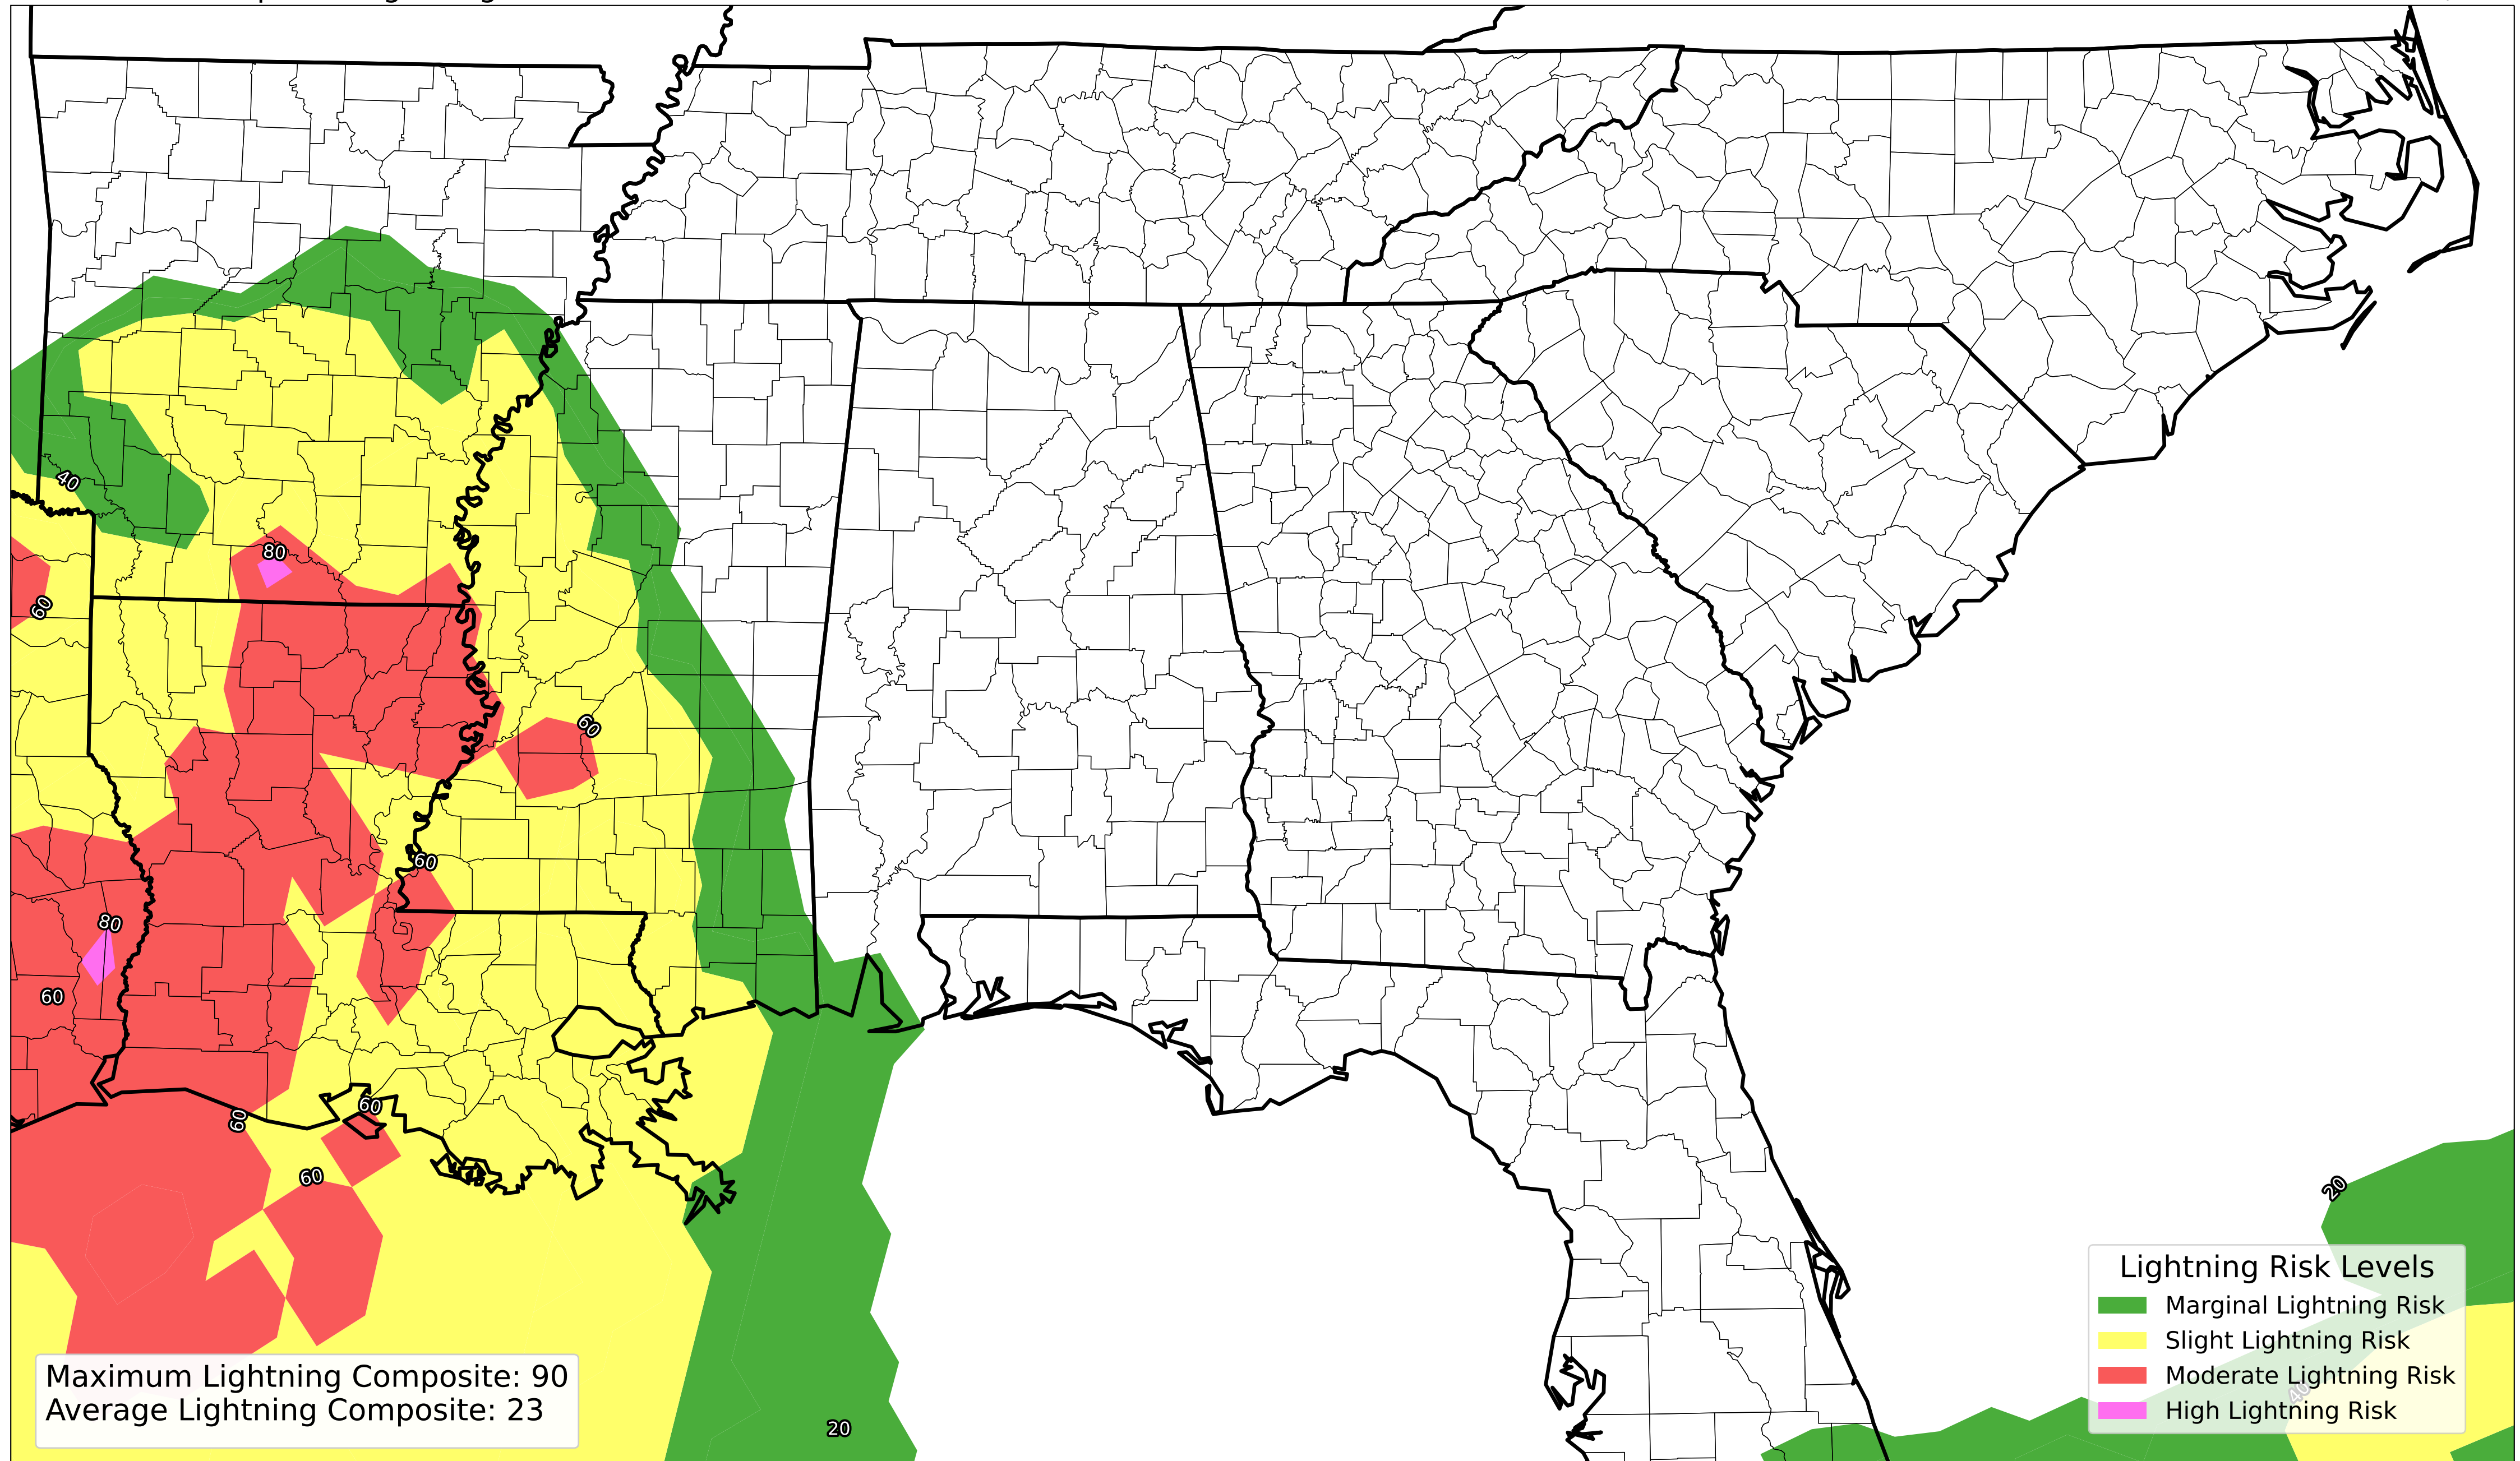 40
80
60
60
60
80
60
60
60
60
20
20
40
Lightning Risk Levels
Marginal Lightning Risk
Slight Lightning Risk
Moderate Lightning Risk
High Lightning Risk
Maximum Lightning Composite: 90
Average Lightning Composite: 23